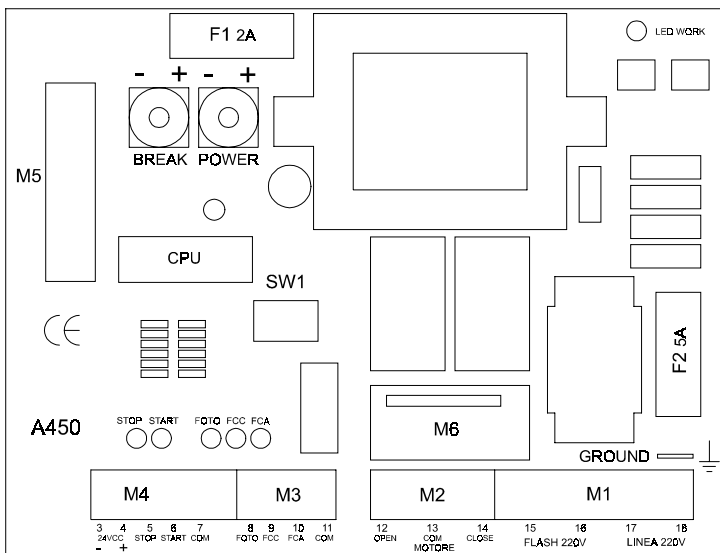 F1 2A
LED WORK
- + - +
BREAK POWER
M5
CPU
SW1
CE
F2 5A
A450
STOP START FOTO FCC FCA
M6
GROUND
M4 M3 M2 M1
3 4 5 6 7 8 9 10 11 12 13 14 15 16 17 18
24VCC STOP START COM FOTO FCC FCA COM OPEN COM CLOSE FLASH 220V LINEA 220V
- + MOTORE